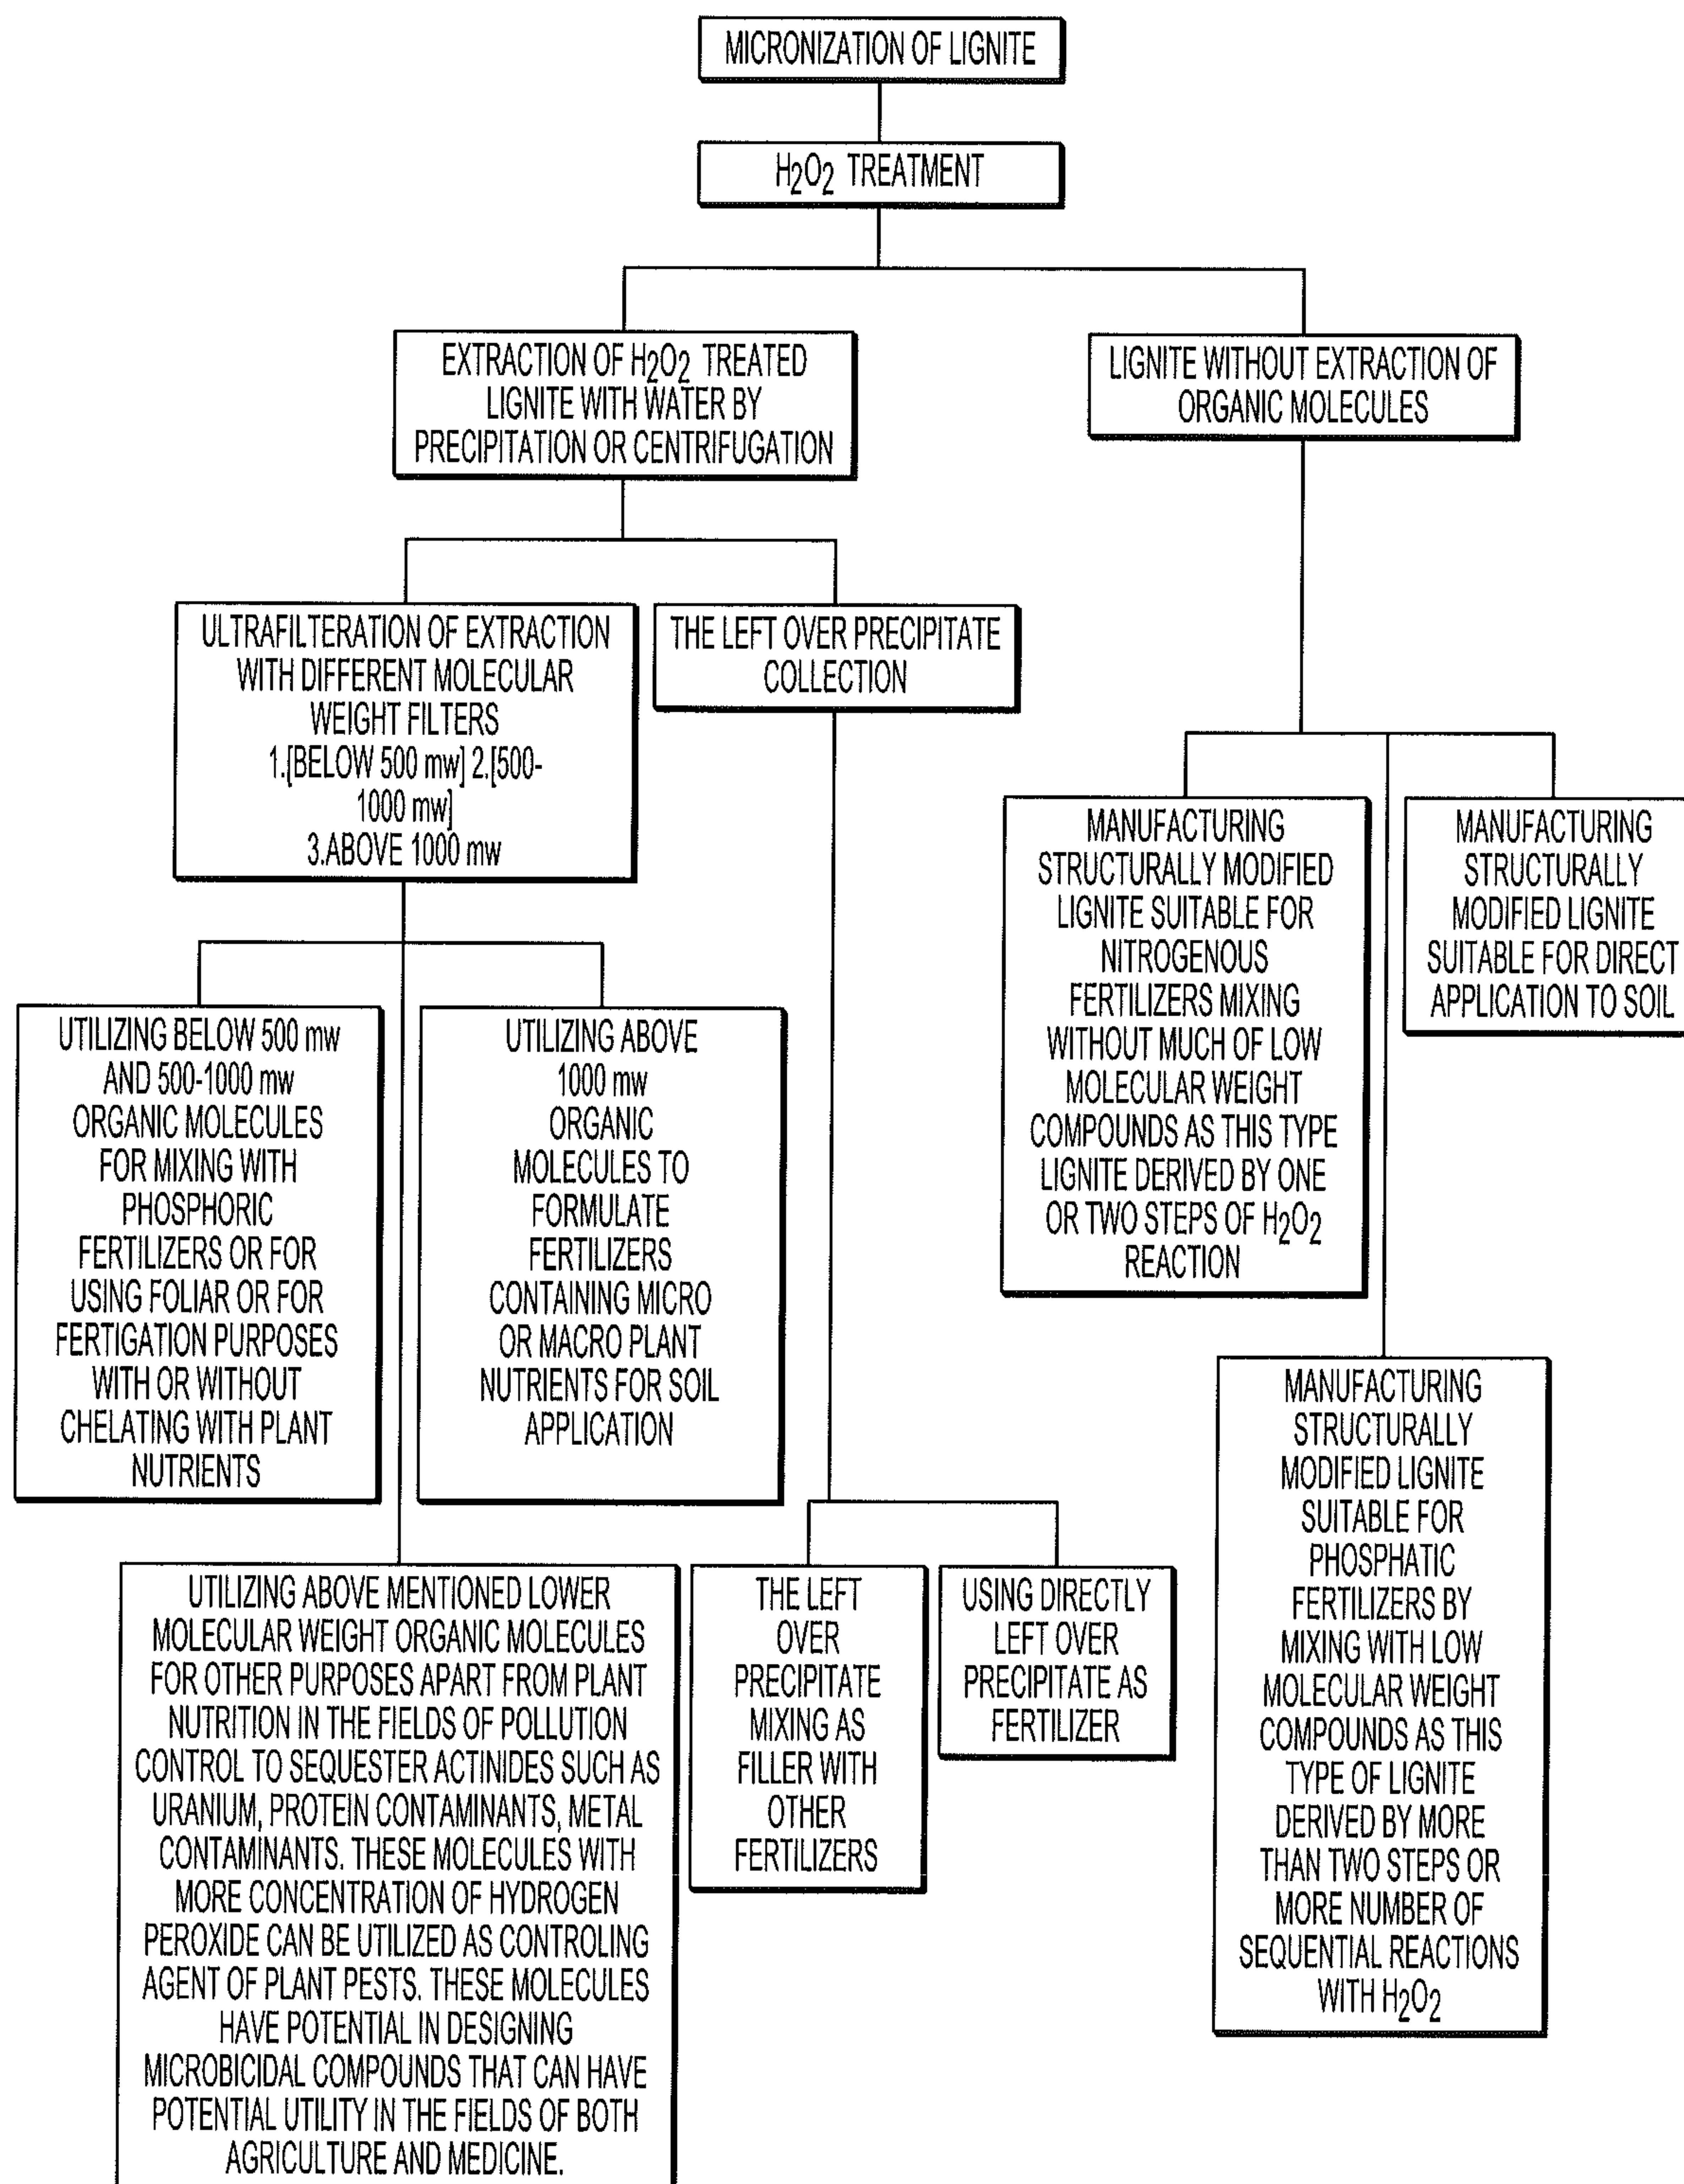 MICRONIZATION OF LIGNITE
H2O2 TREATMENT
EXTRACTION OF H2O2 TREATED
LIGNITE WITH WATER BY
PRECIPITATION OR CENTRIFUGATION
LIGNITE WITHOUT EXTRACTION OF
ORGANIC MOLECULES
ULTRAFILTERATION OF EXTRACTION
WITH DIFFERENT MOLECULAR
WEIGHT FILTERS
1.[BELOW 500 mw] 2.[500-
1000 mw]
3.ABOVE 1000 mw
THE LEFT OVER PRECIPITATE
COLLECTION
MANUFACTURING
STRUCTURALLY MODIFIED
LIGNITE SUITABLE FOR
NITROGENOUS
FERTILIZERS MIXING
WITHOUT MUCH OF LOW
MOLECULAR WEIGHT
COMPOUNDS AS THIS TYPE
LIGNITE DERIVED BY ONE
OR TWO STEPS OF H2O2
REACTION
MANUFACTURING
STRUCTURALLY
MODIFIED LIGNITE
SUITABLE FOR DIRECT
APPLICATION TO SOIL
UTILIZING BELOW 500 mw
AND 500-1000 mw
ORGANIC MOLECULES
FOR MIXING WITH
PHOSPHORIC
FERTILIZERS OR FOR
USING FOLIAR OR FOR
FERTIGATION PURPOSES
WITH OR WITHOUT
CHELATING WITH PLANT
NUTRIENTS
UTILIZING ABOVE
1000 mw
ORGANIC
MOLECULES TO
FORMULATE
FERTILIZERS
CONTAINING MICRO
OR MACRO PLANT
NUTRIENTS FOR SOIL
APPLICATION
MANUFACTURING
STRUCTURALLY
MODIFIED LIGNITE
SUITABLE FOR
PHOSPHATIC
FERTILIZERS BY
MIXING WITH LOW
MOLECULAR WEIGHT
COMPOUNDS AS THIS
TYPE OF LIGNITE
DERIVED BY MORE
THAN TWO STEPS OR
MORE NUMBER OF
SEQUENTIAL REACTIONS
WITH H2O2
UTILIZING ABOVE MENTIONED LOWER
MOLECULAR WEIGHT ORGANIC MOLECULES
FOR OTHER PURPOSES APART FROM PLANT
NUTRITION IN THE FIELDS OF POLLUTION
CONTROL TO SEQUESTER ACTINIDES SUCH AS
URANIUM, PROTEIN CONTAMINANTS, METAL
CONTAMINANTS. THESE MOLECULES WITH
MORE CONCENTRATION OF HYDROGEN
PEROXIDE CAN BE UTILIZED AS CONTROLING
AGENT OF PLANT PESTS. THESE MOLECULES
HAVE POTENTIAL IN DESIGNING
MICROBICIDAL COMPOUNDS THAT CAN HAVE
POTENTIAL UTILITY IN THE FIELDS OF BOTH
AGRICULTURE AND MEDICINE.
THE LEFT
OVER
PRECIPITATE
MIXING AS
FILLER WITH
OTHER
FERTILIZERS
USING DIRECTLY
LEFT OVER
PRECIPITATE AS
FERTILIZER